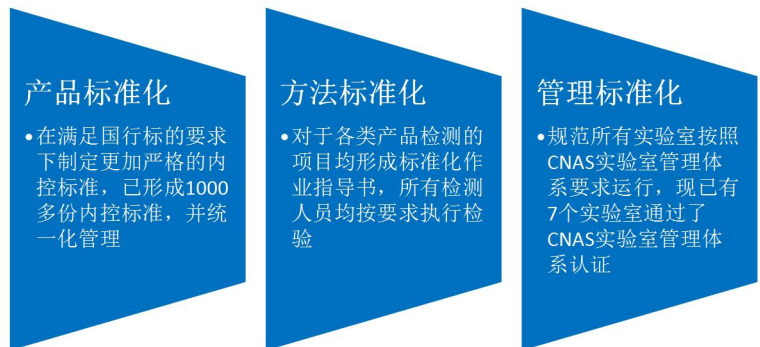 产品标准化
•在满足国行标的要求
下制定更加严格的内
控标准，已形成1000
多份内控标准，并统
一化管理
方法标准化
•对于各类产品检测的
项目均形成标准化作
业指导书，所有检测
人员均按要求执行检
验
管理标准化
•规范所有实验室按照
CNAS实验室管理体
系要求运行，现已有
7个实验室通过了
CNAS实验室管理体
系认证